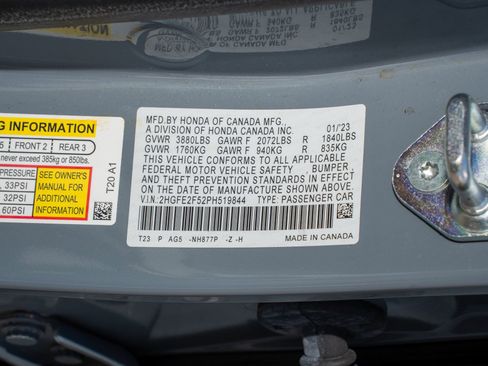 G INFORMATION
5 FRONT 2 REAR 3
never exceed 385kg or 850lbs.
PRESSURE
33PSI
32 PSI
60PSI
SEE OWNER'S
MANUAL FOR
ADDITIONAL
INFORMATION
T20 A1
MFD.BY HONDA OF CANADA MFG.,
A DIVISION OF HONDA CANADA INC. 01/'23
GVWR 3880LBS GAWR F 2072LBS R 1840LBS
GVWR 1760KG GAWR F 940KG R 835KG
THIS VEHICLE CONFORMS TO ALL APPLICABLE
FEDERAL MOTOR VEHICLE SAFETY , BUMPER ,
AND THEFT PREVENTION STANDARDS IN EFFECT
ON THE DATE OF MANUFACTURE SHOWN ABOVE.
VIN:2HGFE2F52PH519844 TYPE:PASSENGER CAR
T23 P AG5 -NH877P -Z -H MADE IN CANADA